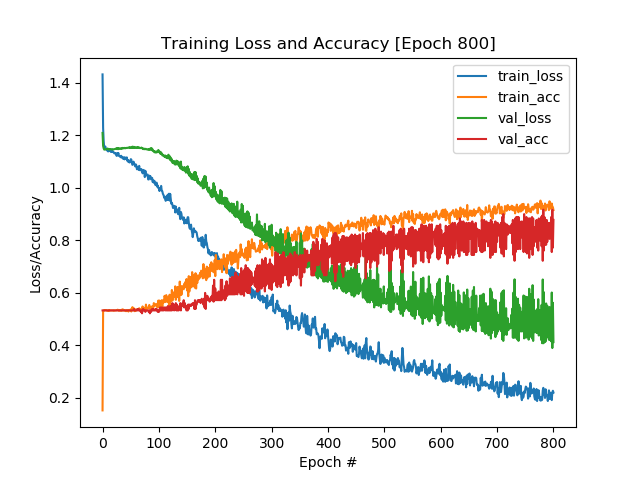 Training Loss and Accuracy [Epoch 800]
train_loss
train_acc
val_loss
val_acc
Loss/Accuracy
1.4
1.2
1.0
0.8
0.6
0.4
0.2
0 100 200 300 400 500 600 700 800
Epoch #